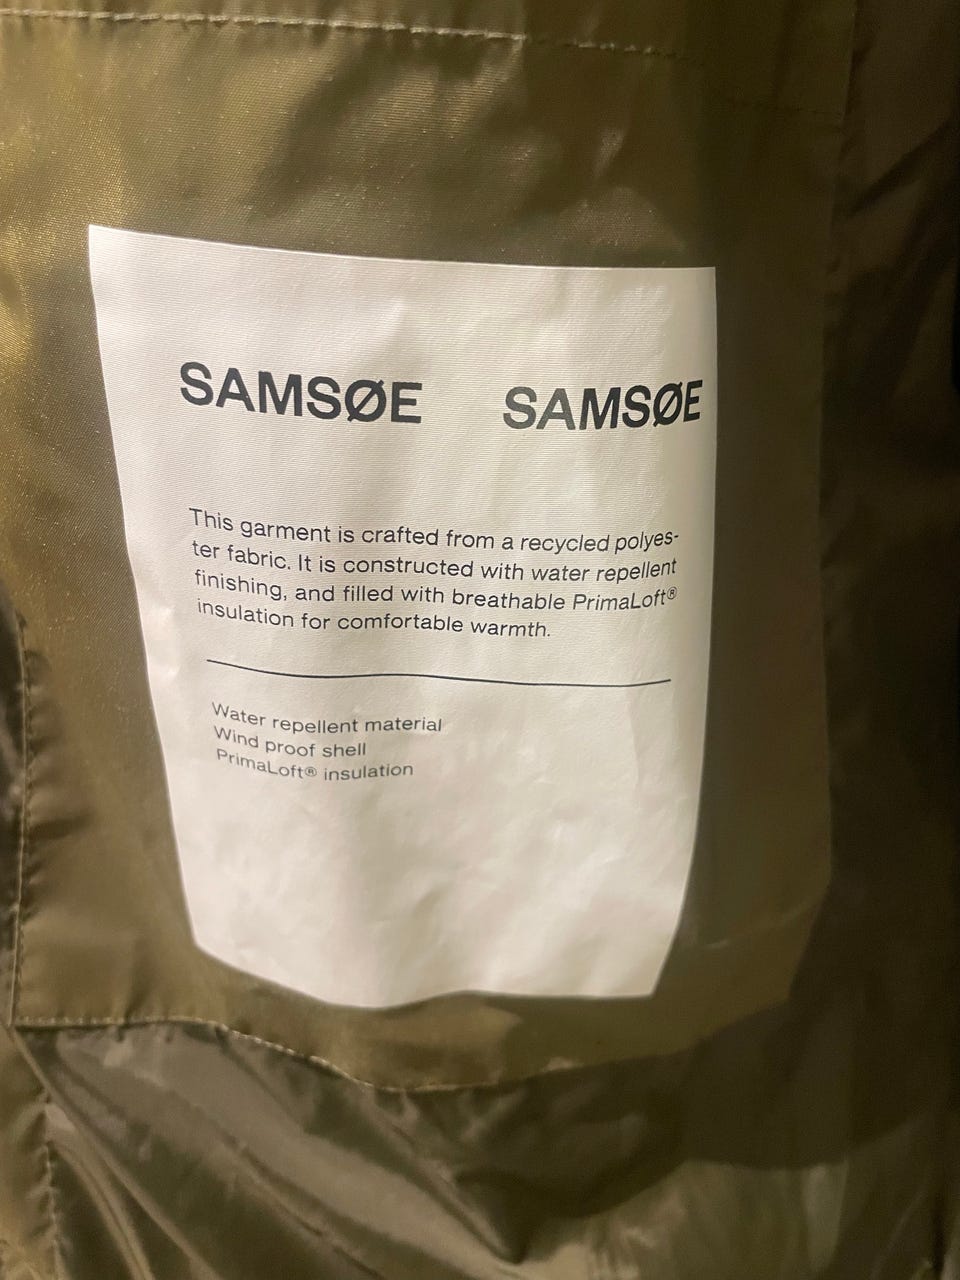 SAMSØE SAMSØE
This garment is crafted from a recycled polyes-
ter fabric. It is constructed with water repellent
finishing, and filled with breathable PrimaLoft®
insulation for comfortable warmth.
Water repellent material
Wind proof shell
PrimaLoft® insulation